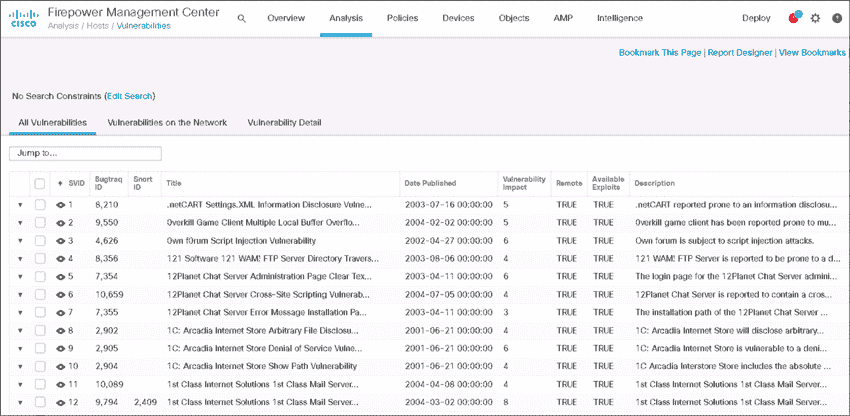 Firepower Management Center
CISCO Analysis / Hosts / Vulnerabilities
Overview Analysis Policies Devices Objects AMP Intelligence Deploy
Bookmark This Page | Report Designer | View Bookmarks
No Search Constraints (Edit Search)
All Vulnerabilities Vulnerabilities on the Network Vulnerability Detail
Jump to...
SVID Bugtraq ID Snort ID Title Date Published Vulnerability Impact Remote Available Exploits Description
1 8,210 .netCART Settings.XML Information Disclosure Vulne... 2003-07-16 00:00:00 5 TRUE TRUE .netCART reported prone to an information disclosu...
2 9,550 0verkill Game Client Multiple Local Buffer Overflo... 2004-02-02 00:00:00 5 TRUE TRUE 0verkill game client has been reported prone to mu...
3 4,626 0wn f0rum Script Injection Vulnerability 2002-04-27 00:00:00 6 TRUE TRUE Own forum is subject to script injection attacks.
4 8,356 121 Software 121 WAM! FTP Server Directory Travers... 2003-08-06 00:00:00 4 TRUE TRUE 121 WAM! FTP Server is reported to be prone to a d...
5 7,354 12Planet Chat Server Administration Page Clear Tex... 2003-04-11 00:00:00 6 TRUE TRUE The login page for the 12Planet Chat Server admini...
6 10,659 12Planet Chat Server Cross-Site Scripting Vulnerab... 2004-07-05 00:00:00 4 TRUE TRUE 12Planet Chat Server is reported to contain a cros...
7 7,355 12Planet Chat Server Error Message Installation Pa... 2003-04-11 00:00:00 3 TRUE TRUE The installation path of the 12Planet Chat Server ...
8 2,902 1C: Arcadia Internet Store Arbitrary File Disclosu... 2001-06-21 00:00:00 4 TRUE TRUE 1C: Arcadia Internet Store will disclose arbitrary...
9 2,905 1C: Arcadia Internet Store Denial of Service Vulne... 2001-06-21 00:00:00 4 TRUE TRUE 1C: Arcadia Internet Store is vulnerable to a deni...
10 2,904 1C: Arcadia Internet Store Show Path Vulnerability 2001-06-21 00:00:00 4 TRUE TRUE 1C: Arcadia Interstore Store includes the absolute ...
11 10,089 1st Class Internet Solutions 1st Class Mail Server... 2004-04-08 00:00:00 4 TRUE TRUE 1st Class Internet Solutions 1st Class Mail Server...
12 9,794 2,409 1st Class Internet Solutions 1st Class Mail Server... 2004-03-02 00:00:00 8 TRUE TRUE 1st Class Internet Solutions 1st Class Mail Server...